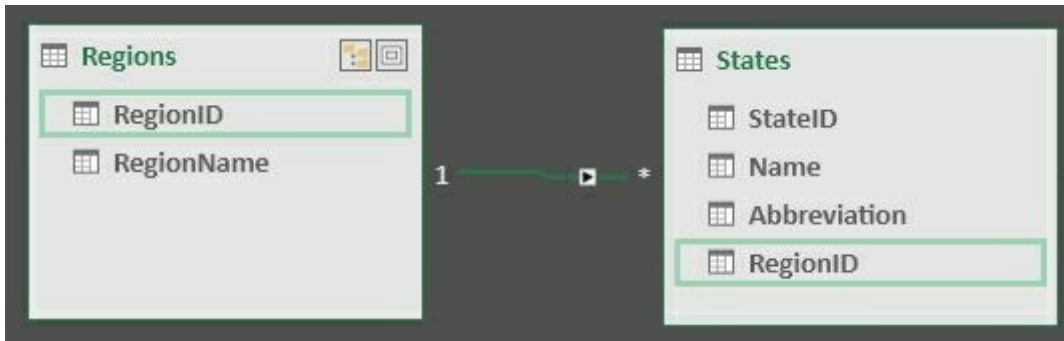 Regions
RegionID
RegionName
1
*
States
StateID
Name
Abbreviation
RegionID